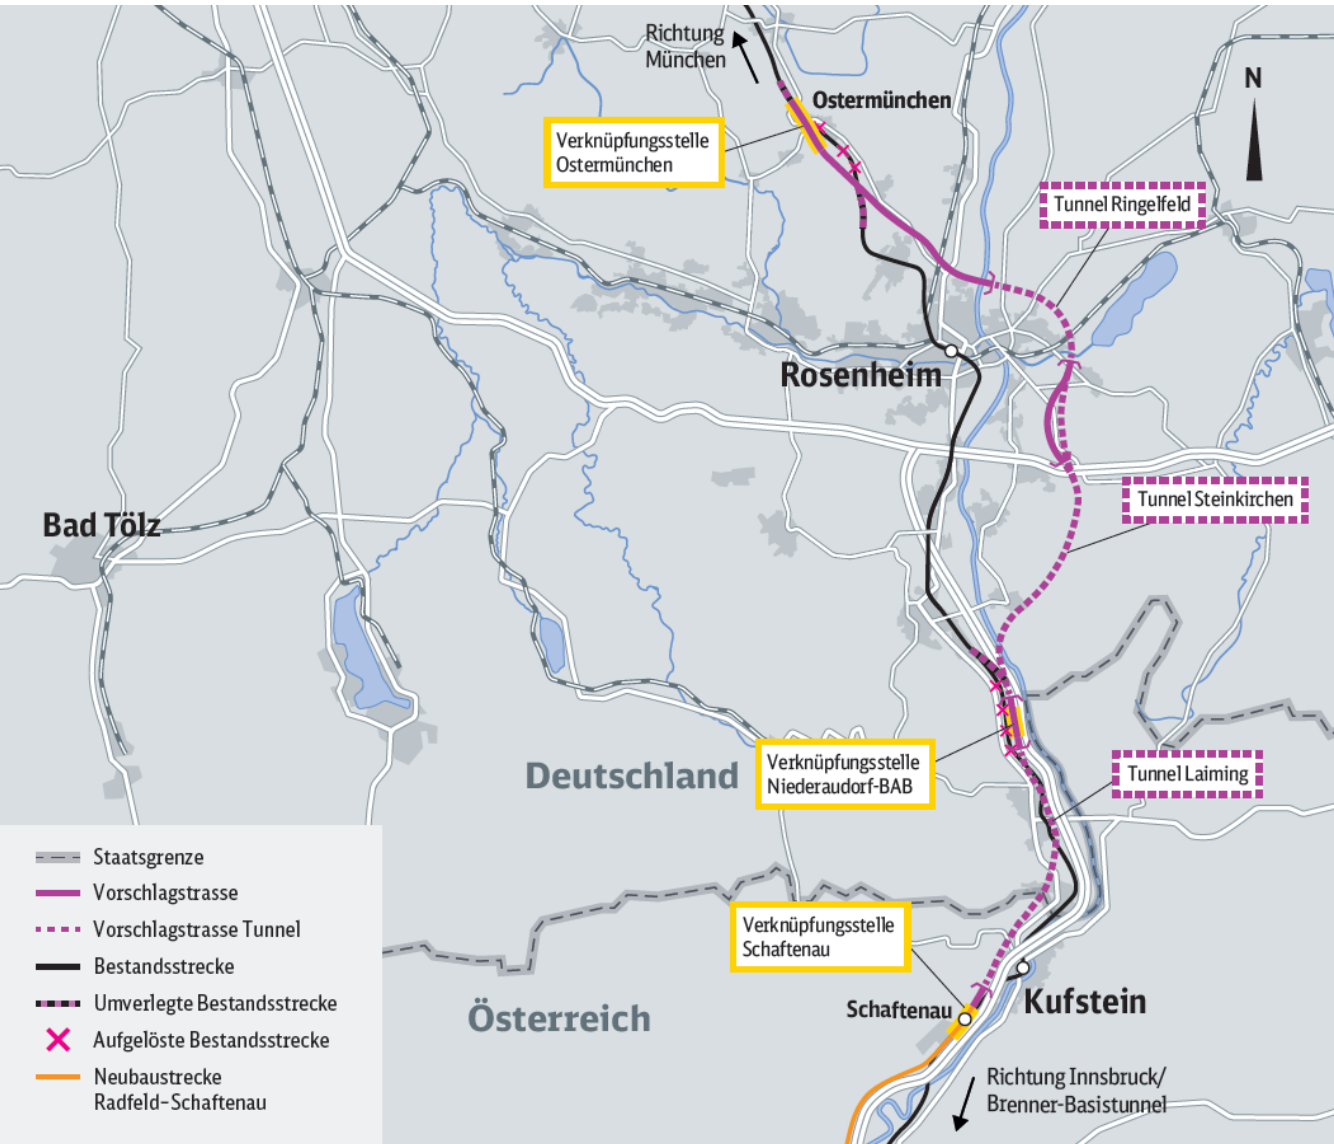 Richtung
München
Ostermünchen
N
Verknüpfungsstelle
Ostermünchen
Tunnel Ringelfeld
Rosenheim
Tunnel Steinkirchen
Bad Tölz
Deutschland
Verknüpfungsstelle
Niederaudorf-BAB
Tunnel Laiming
Staatsgrenze
Vorschlagstrasse
Vorschlagstrasse Tunnel
Bestandsstrecke
Umverlegte Bestandsstrecke
Aufgelöste Bestandsstrecke
Neubaustrecke
Radfeld–Schaftenau
Verknüpfungsstelle
Schaftenau
Österreich
Schaftenau
Kufstein
Richtung Innsbruck/
Brenner-Basistunnel